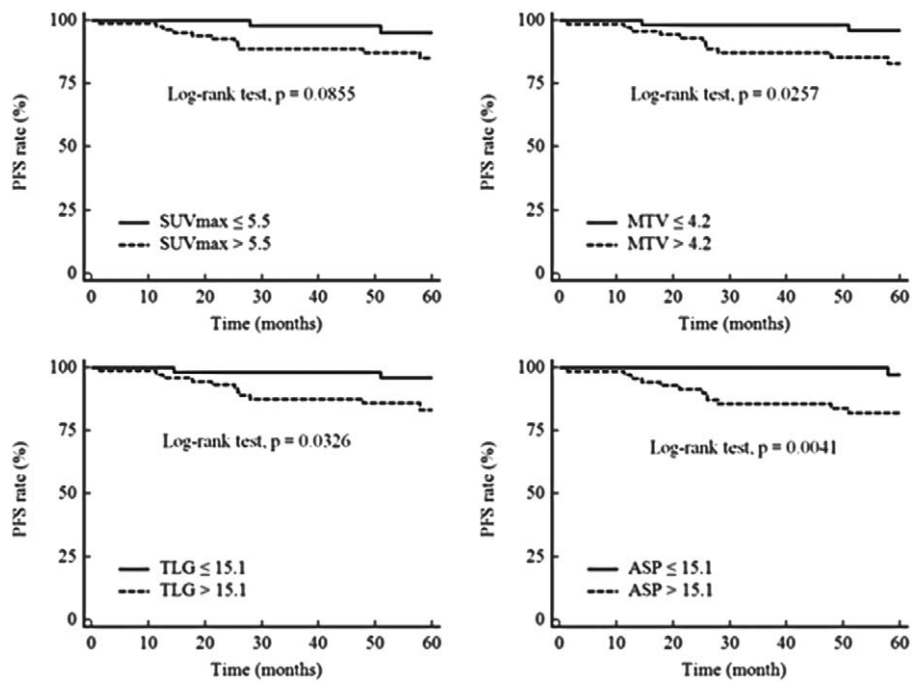 100
75
50
25
0
PFS rate (%)
Log-rank test, p = 0.0855
SUVmax ≤ 5.5
SUVmax > 5.5
0 10 20 30 40 50 60
Time (months)
100
75
50
25
0
PFS rate (%)
Log-rank test, p = 0.0257
MTV ≤ 4.2
MTV > 4.2
0 10 20 30 40 50 60
Time (months)
100
75
50
25
0
PFS rate (%)
Log-rank test, p = 0.0326
TLG ≤ 15.1
TLG > 15.1
0 10 20 30 40 50 60
Time (months)
100
75
50
25
0
PFS rate (%)
Log-rank test, p = 0.0041
ASP ≤ 15.1
ASP > 15.1
0 10 20 30 40 50 60
Time (month)